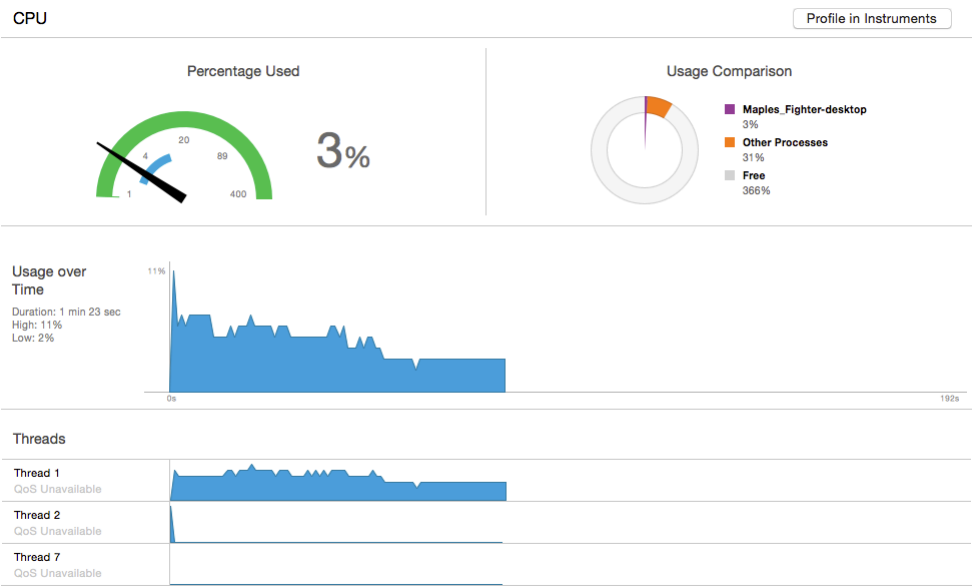 CPU
Profile in Instruments
Percentage Used
1
4
20
89
400
3%
Usage Comparison
Maples_Fighter-desktop
3%
Other Processes
31%
Free
366%
Usage over
Time
Duration: 1 min 23 sec
High: 11%
Low: 2%
11%
0s
192s
Threads
Thread 1
QoS Unavailable
Thread 2
QoS Unavailable
Thread 7
QoS Unavailable